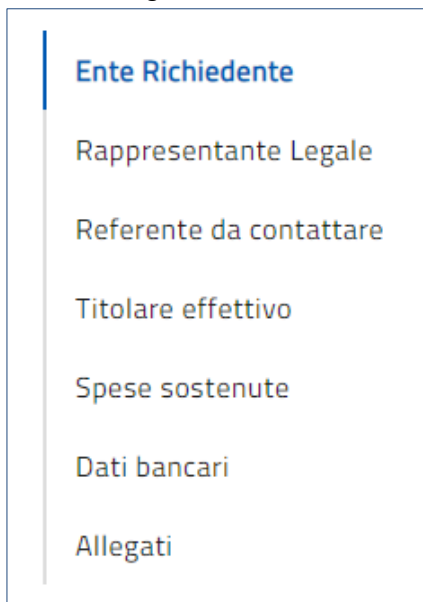 Ente Richiedente
Rappresentante Legale
Referente da contattare
Titolare effettivo
Spese sostenute
Dati bancari
Allegati